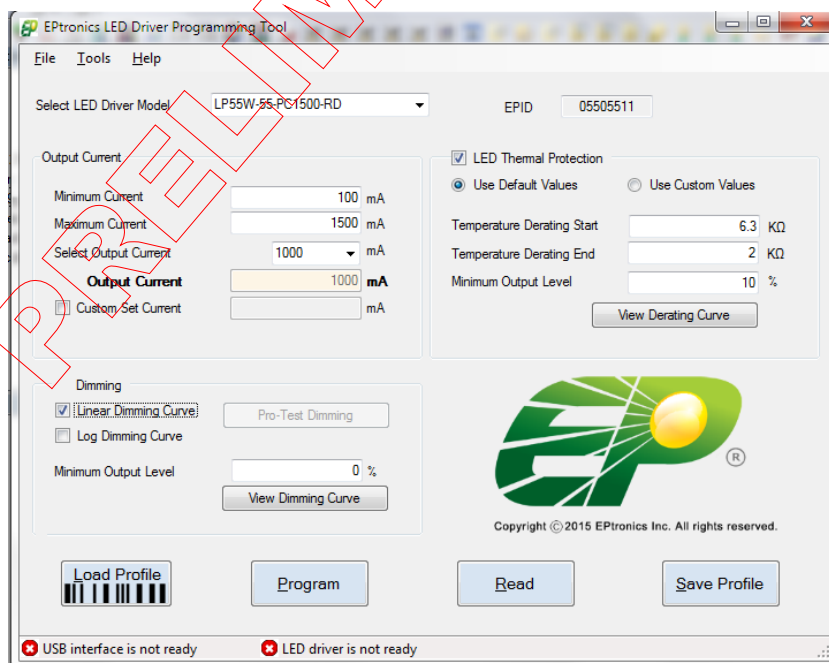 EPtronics LED Driver Programming Tool
File Tools Help
Select LED Driver Model LP55W-55-PC1500-RD EPID 05505511
Output Current
Minimum Current 100 mA
Maximum Current 1500 mA
Select Output Current 1000 mA
Output Current 1000 mA
Custom Set Current mA
LED Thermal Protection
Use Default Values Use Custom Values
Temperature Derating Start 6.3 KΩ
Temperature Derating End 2 KΩ
Minimum Output Level 10 %
View Derating Curve
Dimming
Linear Dimming Curve Pro-Test Dimming
Log Dimming Curve
Minimum Output Level 0 %
View Dimming Curve
EP ®
Copyright ©2015 EPtronics Inc. All rights reserved.
Load Profile Program Read Save Profile
USB interface is not ready LED driver is not ready
PRELIM